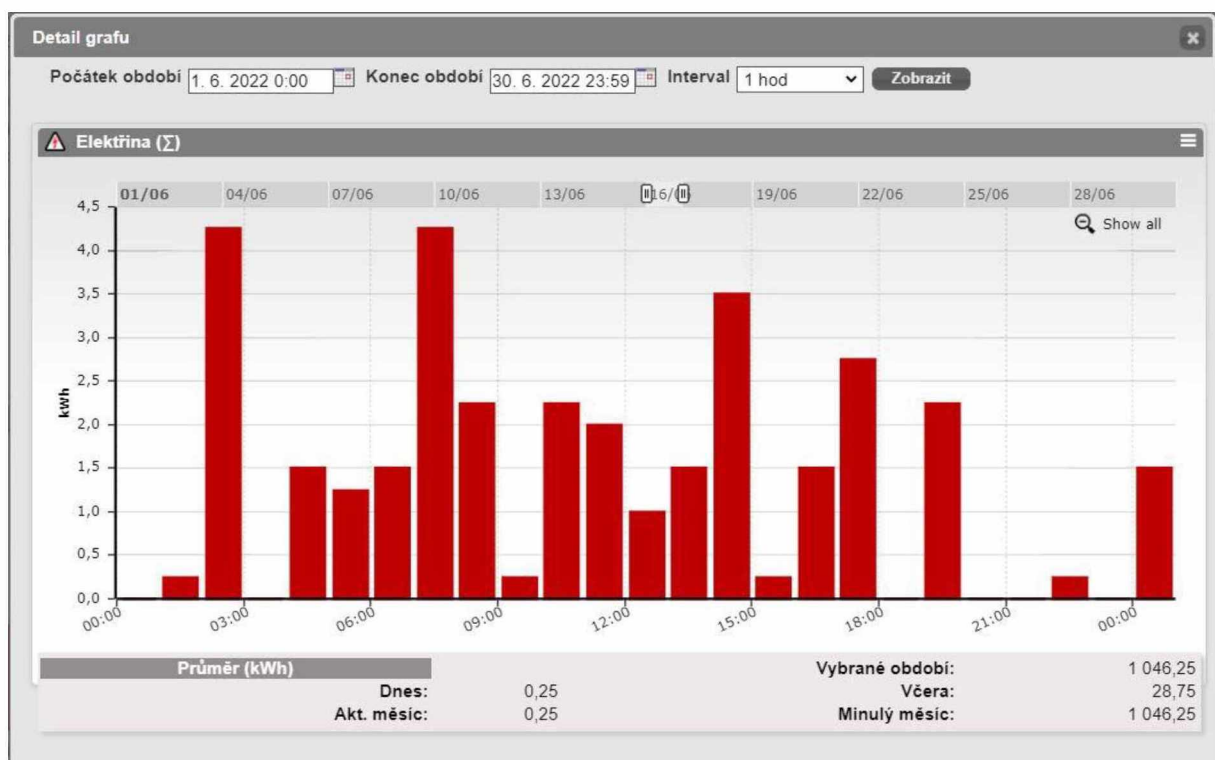 Detail grafu
Počátek období 1. 6. 2022 0:00 Konec období 30. 6. 2022 23:59 Interval 1 hod Zobrazit
Elektřina (∑)
01/06 04/06 07/06 10/06 13/06 16/ 19/06 22/06 25/06 28/06
Show all
4,5
4,0
3,5
3,0
2,5
2,0
1,5
1,0
0,5
0,0
kWh
00:00 03:00 06:00 09:00 12:00 15:00 18:00 21:00 00:00
Průměr (kWh) Vybrané období: 1 046,25
Dnes: 0,25 Včera: 28,75
Akt. měsíc: 0,25 Minulý měsíc: 1 046,25